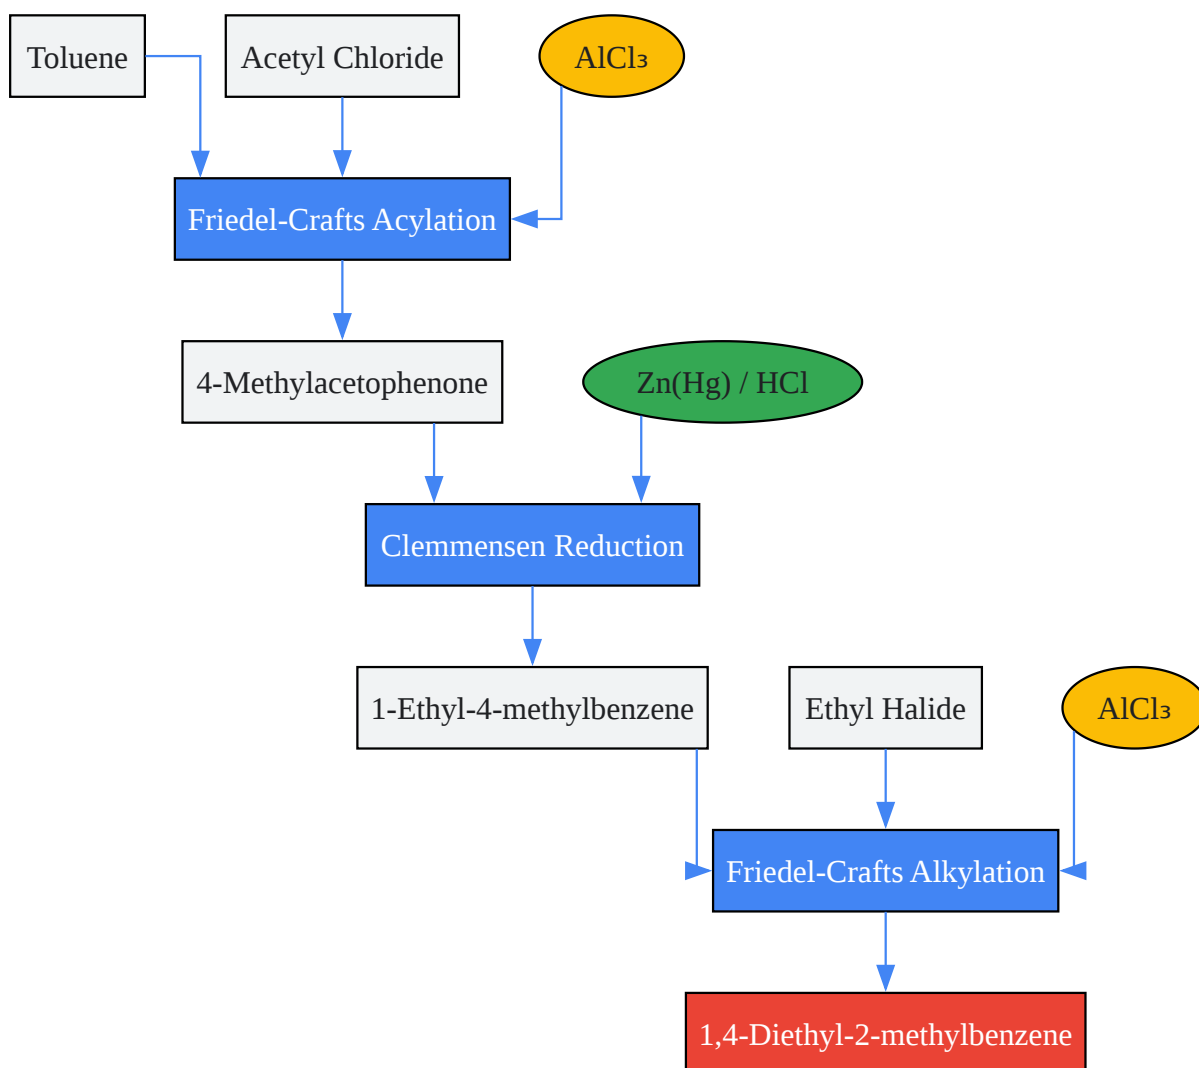 Toluene
Acetyl Chloride
AlCl₃
Friedel-Crafts Acylation
4-Methylacetophenone
Zn(Hg) / HCl
Clemmensen Reduction
1-Ethyl-4-methylbenzene
Ethyl Halide
AlCl₃
Friedel-Crafts Alkylation
1,4-Diethyl-2-methylbenzene